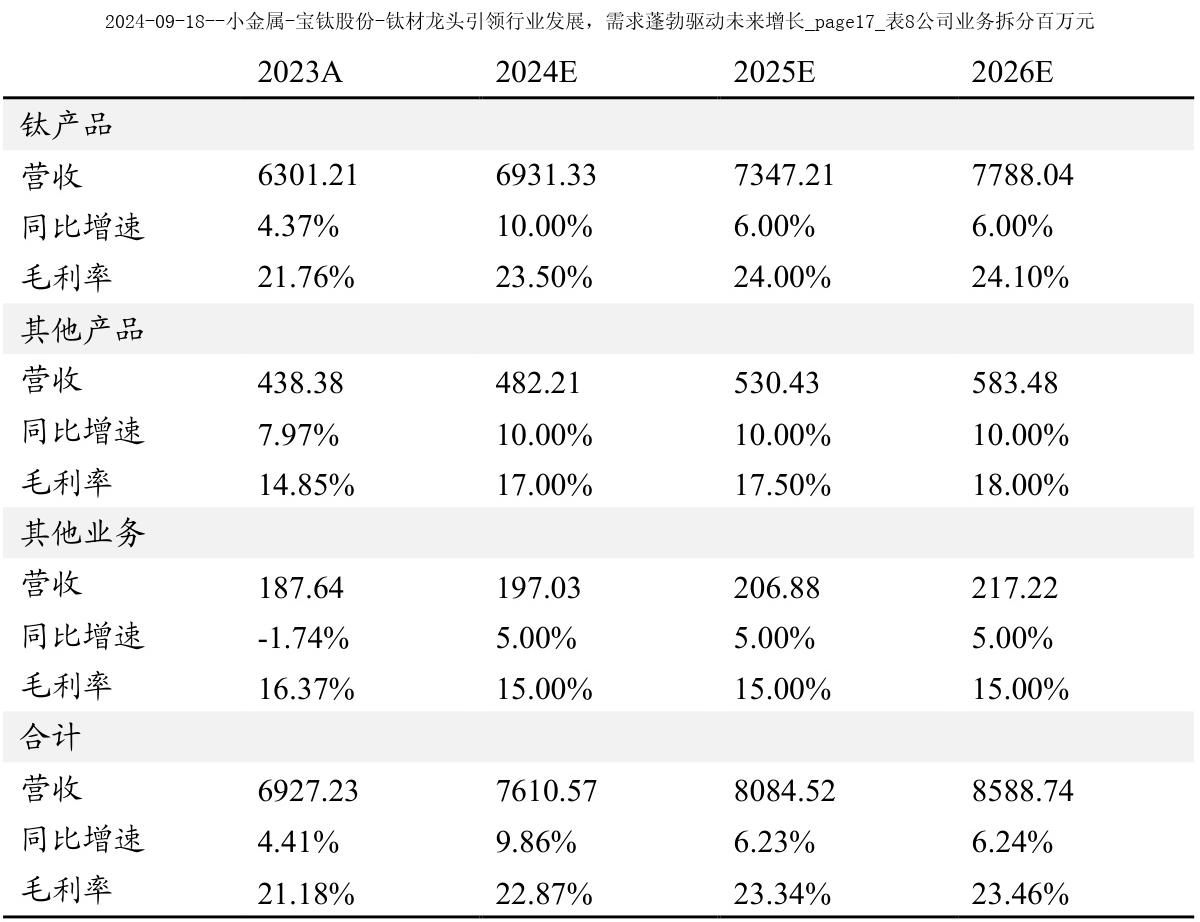 2024-09-18--小金属-宝钛股份-钛材龙头引领行业发展，需求蓬勃驱动未来增长_page17_表8公司业务拆分百万元
2023A 2024E 2025E 2026E
钛产品
营收 6301.21 6931.33 7347.21 7788.04
同比增速 4.37% 10.00% 6.00% 6.00%
毛利率 21.76% 23.50% 24.00% 24.10%
其他产品
营收 438.38 482.21 530.43 583.48
同比增速 7.97% 10.00% 10.00% 10.00%
毛利率 14.85% 17.00% 17.50% 18.00%
其他业务
营收 187.64 197.03 206.88 217.22
同比增速 -1.74% 5.00% 5.00% 5.00%
毛利率 16.37% 15.00% 15.00% 15.00%
合计
营收 6927.23 7610.57 8084.52 8588.74
同比增速 4.41% 9.86% 6.23% 6.24%
毛利率 21.18% 22.87% 23.34% 23.46%